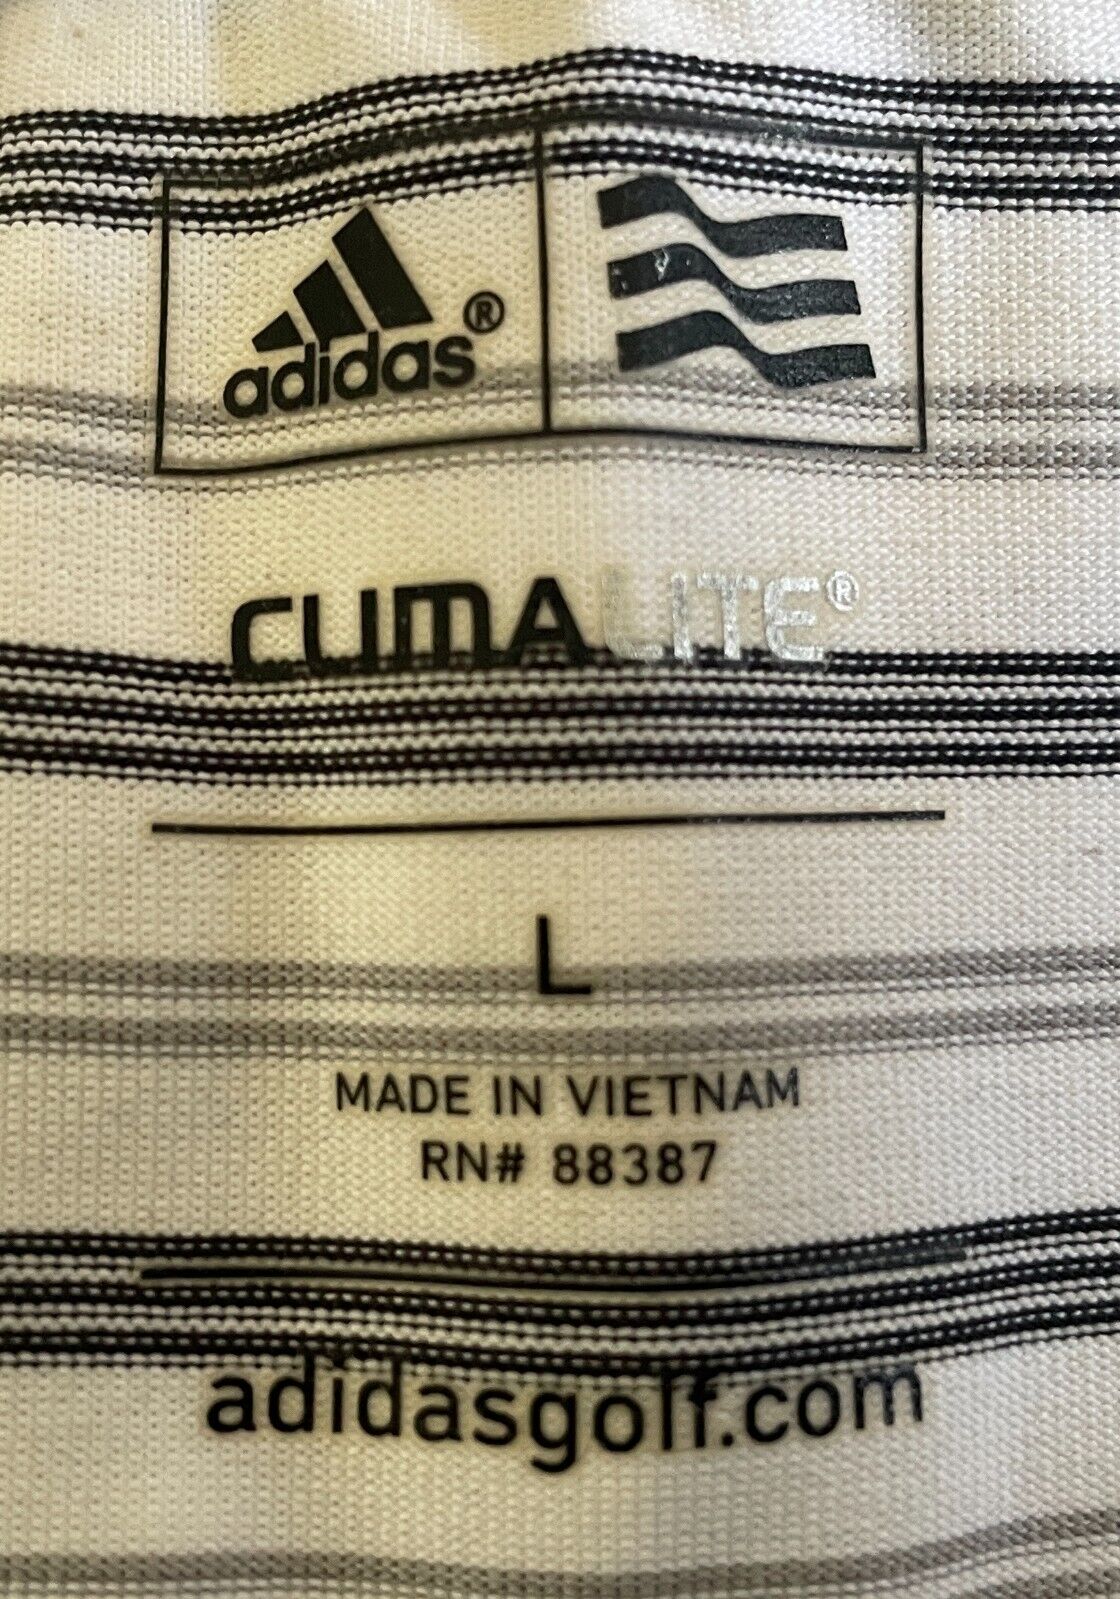 adidas®
CLIMALITE®
L
MADE IN VIETNAM
RN# 88387
adidasgolf.com